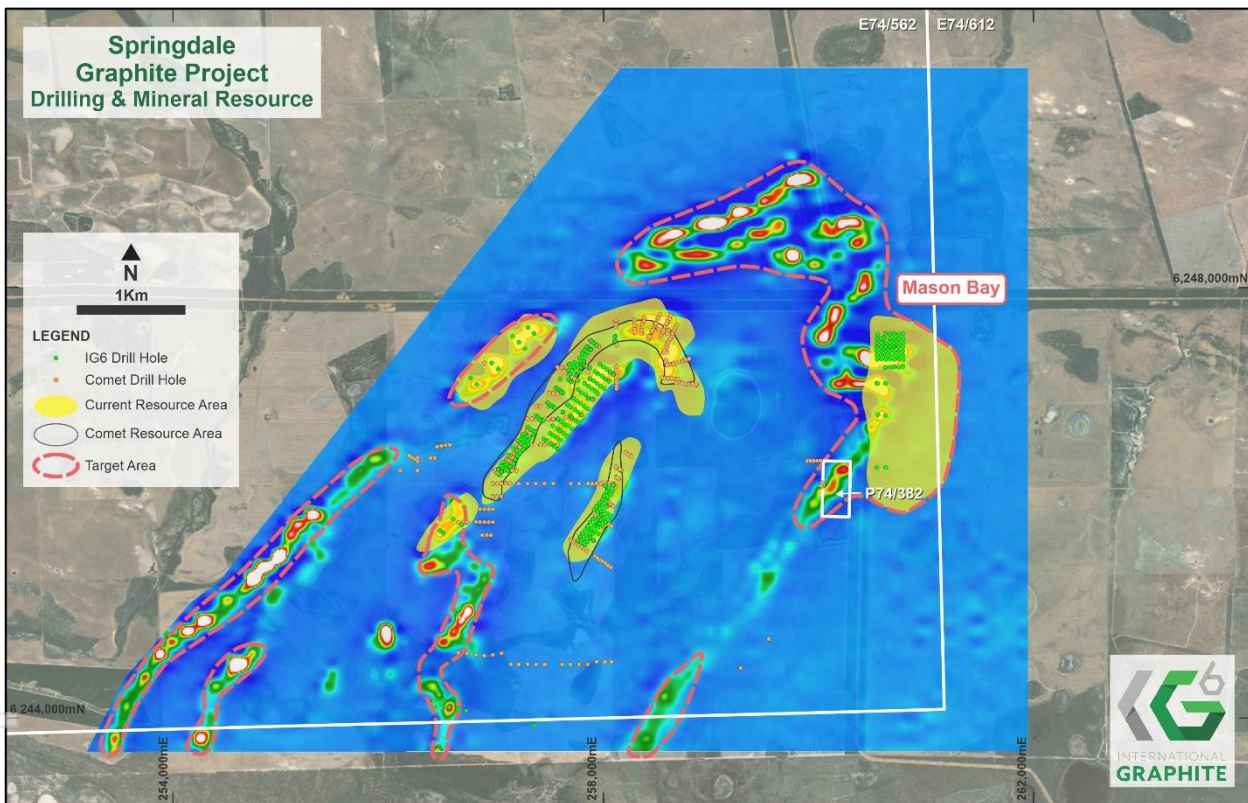 Springdale
Graphite Project
Drilling & Mineral Resource
E74/562
E74/612
N
1Km
LEGEND
IG6 Drill Hole
Comet Drill Hole
Current Resource Area
Comet Resource Area
Target Area
Mason Bay
6,248,000mN
P74/382
6,244,000mN
254,000mE
258,000mE
262,000mE
IG6
INTERNATIONAL
GRAPHITE